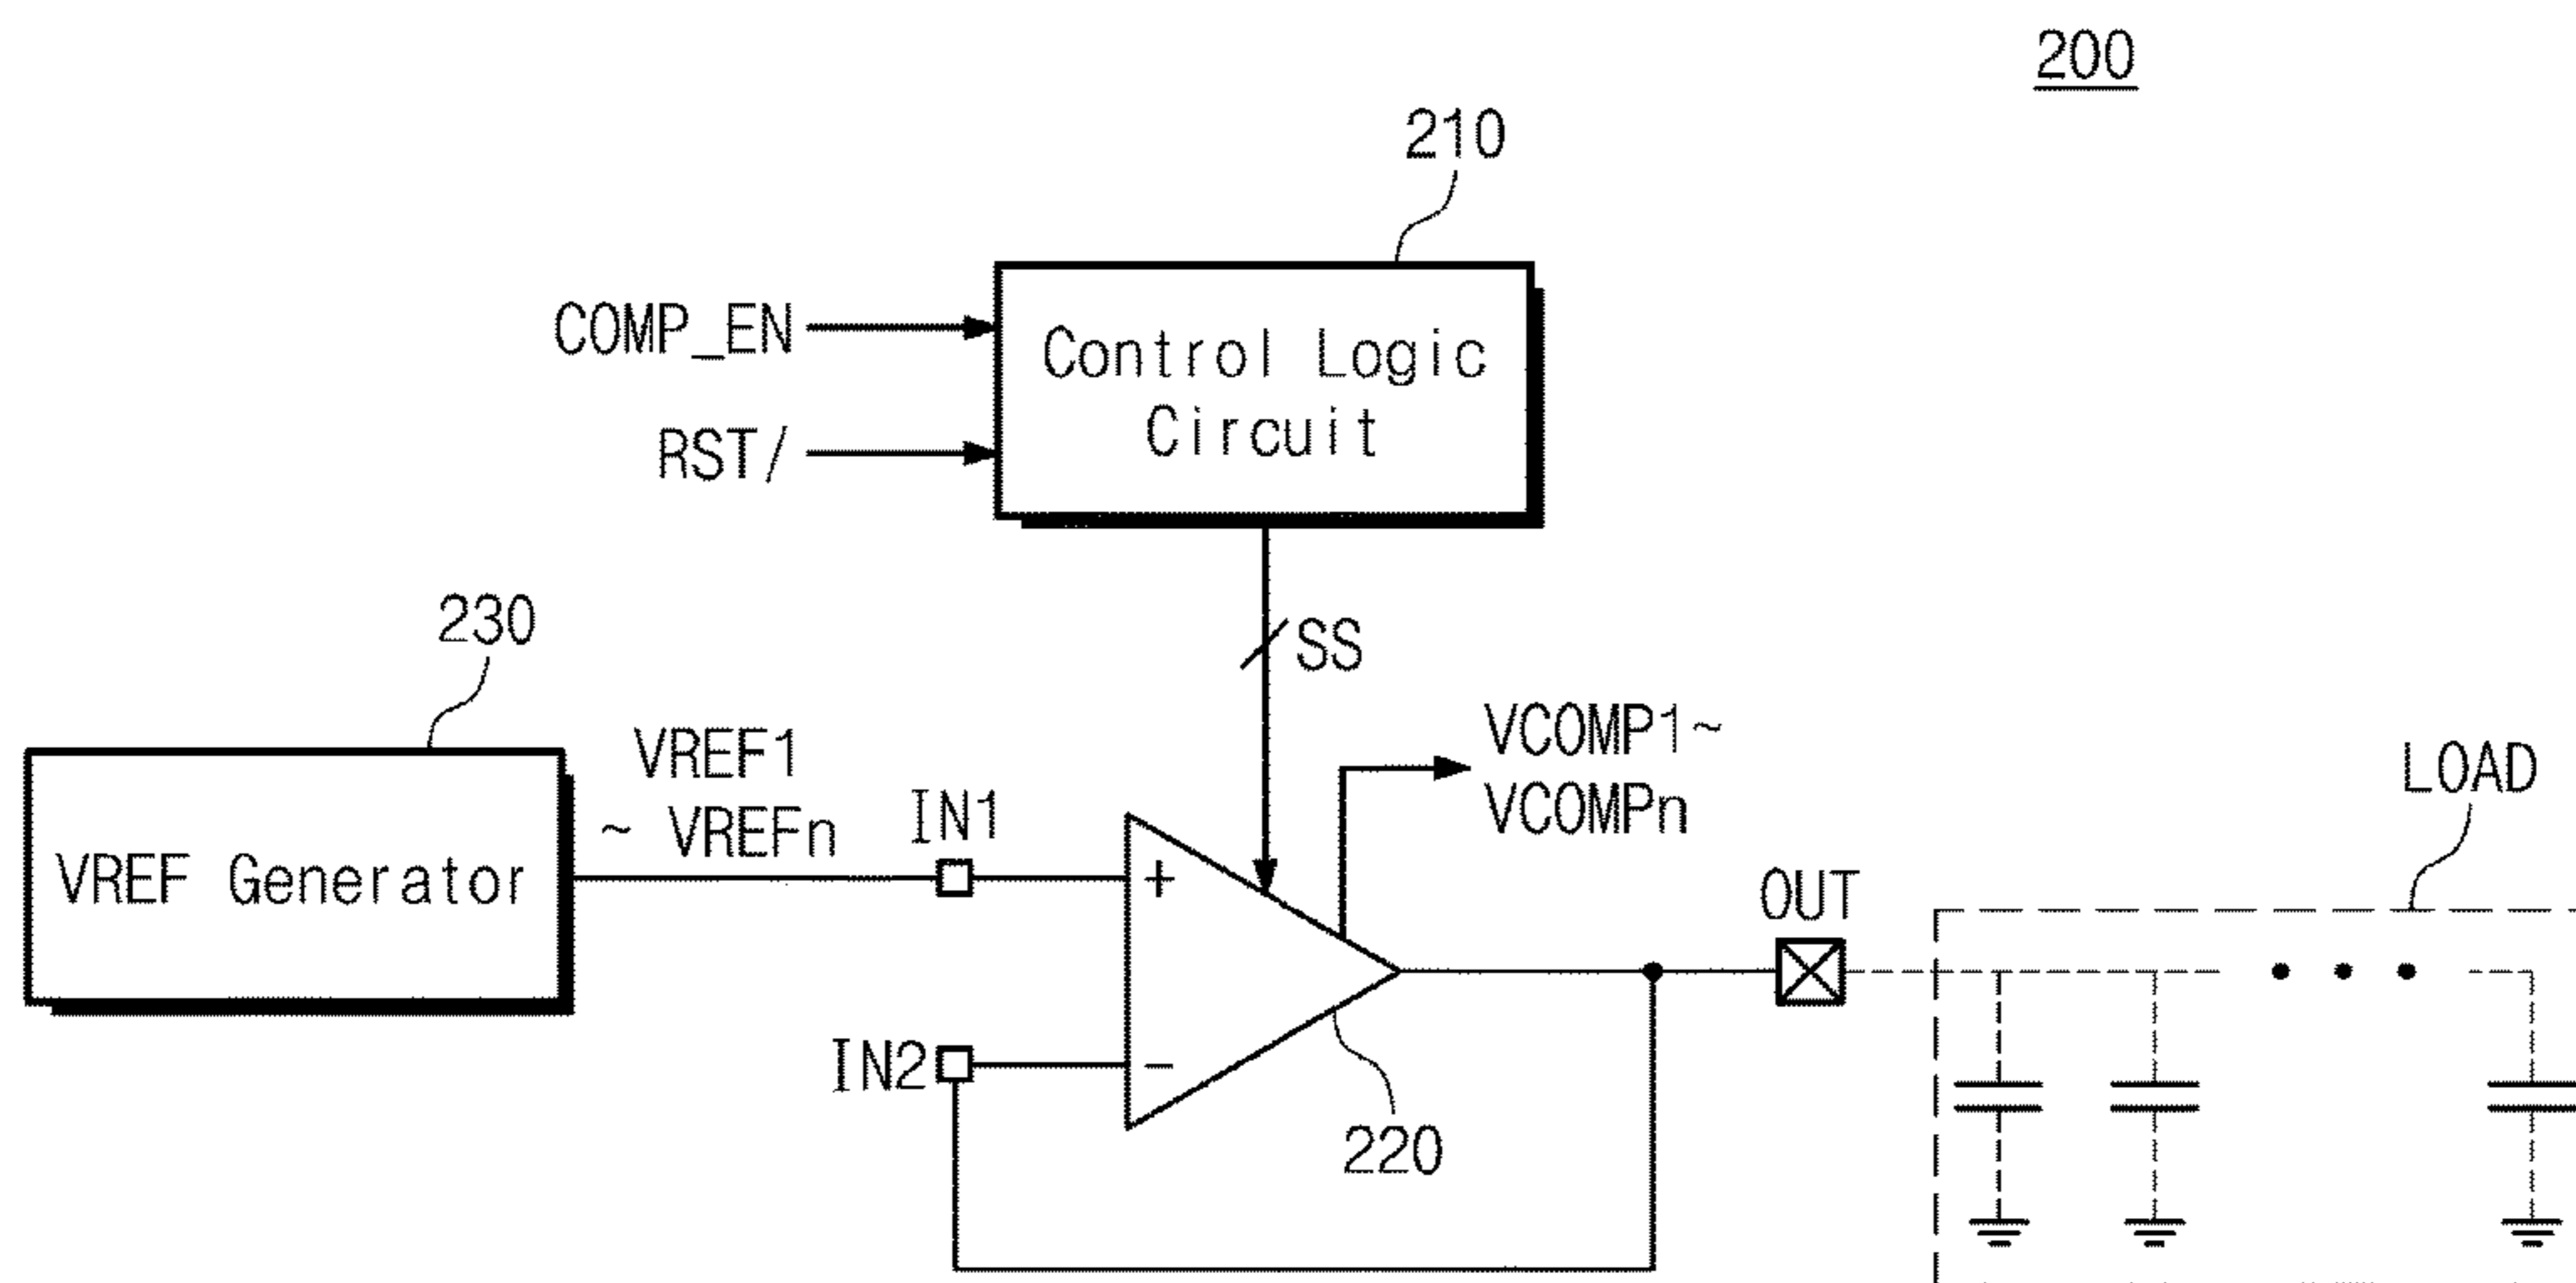 200
210
COMP_EN
Control Logic
Circuit
RST/
230
SS
VREF1
~ VREFn
VCOMP1~
VCOMPn
LOAD
IN1
VREF Generator
+
OUT
IN2
-
220